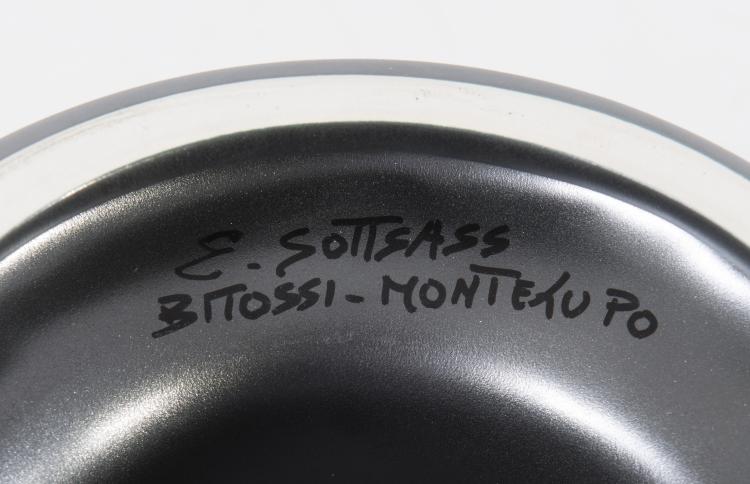 E. SOTTSASS
BITOSSI - MONTELUPO